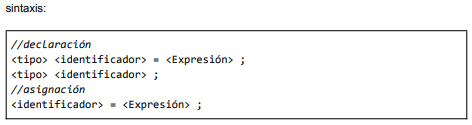 sintaxis:
//declaración
<tipo> <identificador> = <Expresión> ;
<tipo> <identificador> ;
//asignación
<identificador> = <Expresión> ;